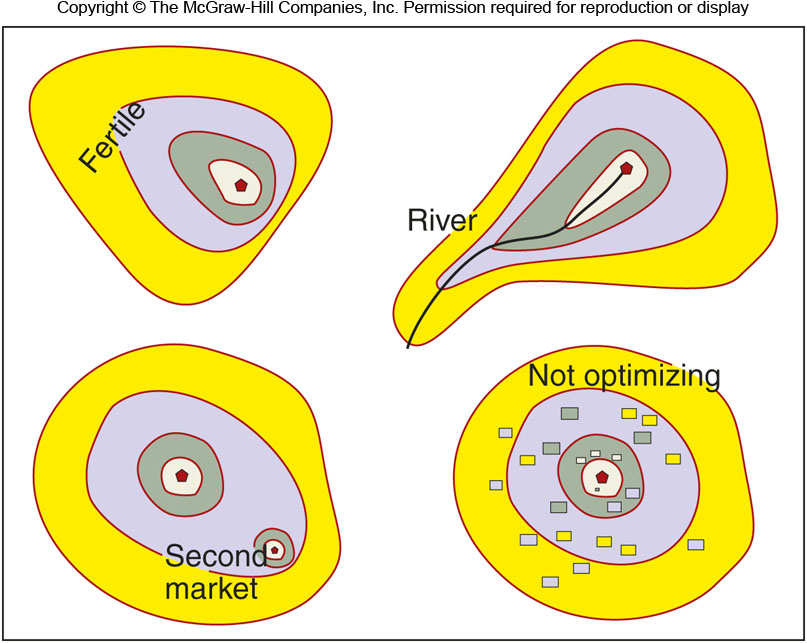 Copyright © The McGraw-Hill Companies, Inc. Permission required for reproduction or display
Fertile
River
Not optimizing
Second
market